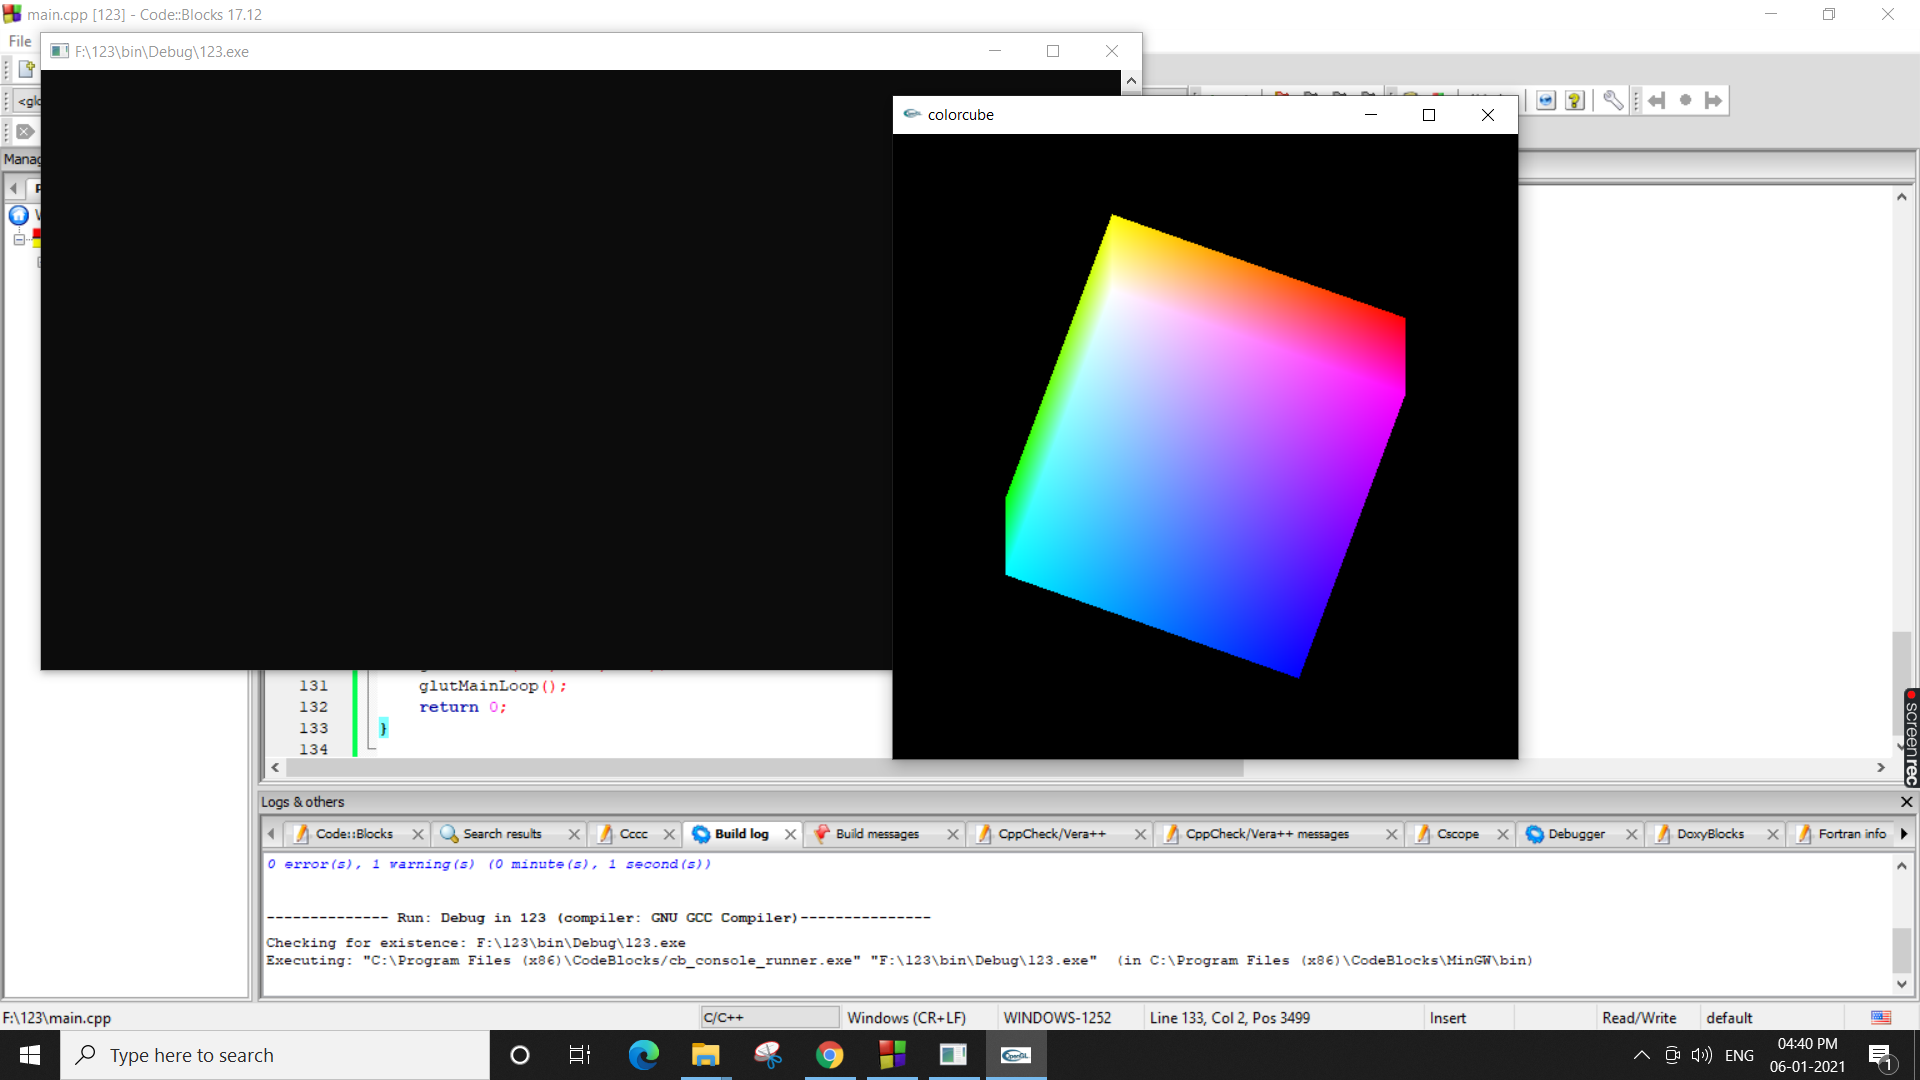 main.cpp [123] - Code::Blocks 17.12
File
F:\123\bin\Debug\123.exe
colorcube
131 glutMainLoop();
132 return 0;
133 }
134
Logs & others
Code::Blocks Search results Cccc Build log Build messages CppCheck/Vera++ CppCheck/Vera++ messages Cscope Debugger DoxyBlocks Fortran info
0 error(s), 1 warning(s) (0 minute(s), 1 second(s))
-------------- Run: Debug in 123 (compiler: GNU GCC Compiler)---------------
Checking for existence: F:\123\bin\Debug\123.exe
Executing: "C:\Program Files (x86)\CodeBlocks/cb_console_runner.exe" "F:\123\bin\Debug\123.exe" (in C:\Program Files (x86)\CodeBlocks\MinGW\bin)
screenrec
F:\123\main.cpp C/C++ Windows (CR+LF) WINDOWS-1252 Line 133, Col 2, Pos 3499 Insert Read/Write default
Type here to search
OpenGL
ENG
04:40 PM
06-01-2021
1